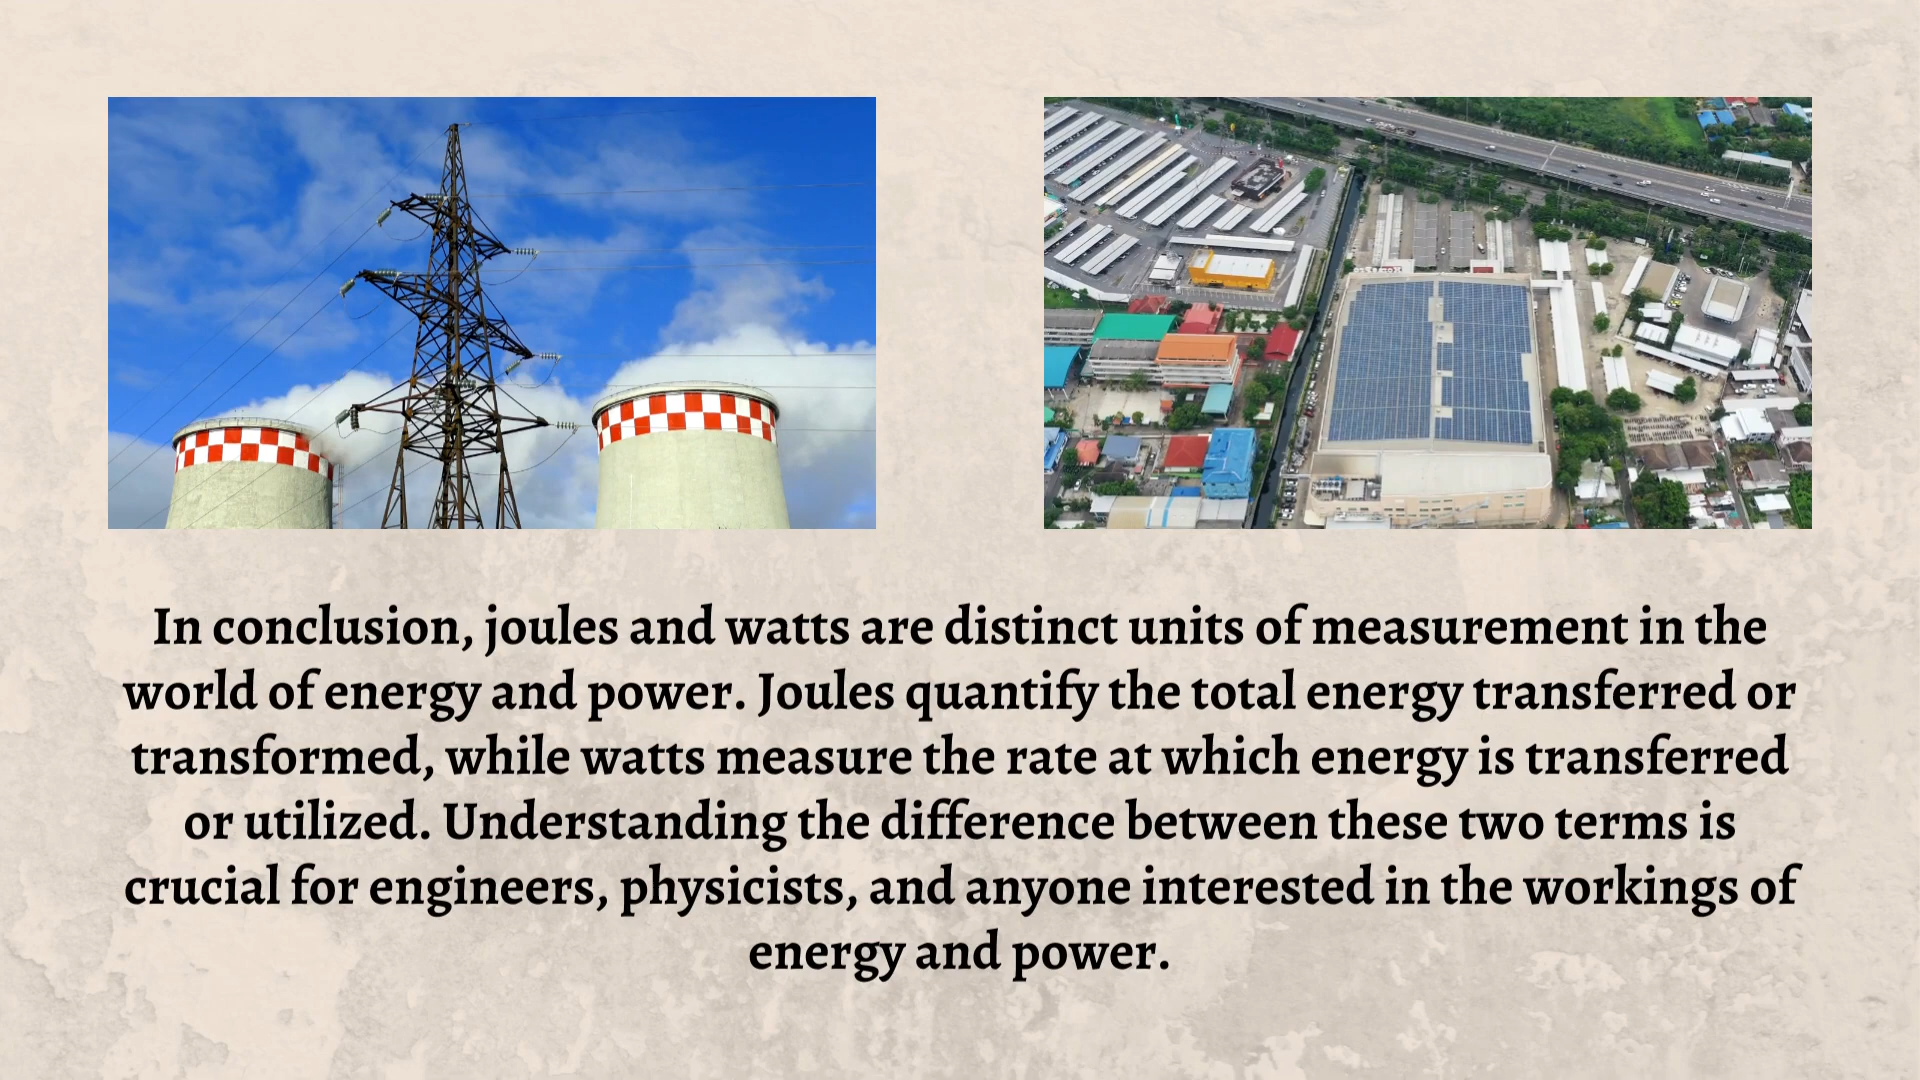 In conclusion, joules and watts are distinct units of measurement in the
world of energy and power. Joules quantify the total energy transferred or
transformed, while watts measure the rate at which energy is transferred
or utilized. Understanding the difference between these two terms is
crucial for engineers, physicists, and anyone interested in the workings of
energy and power.